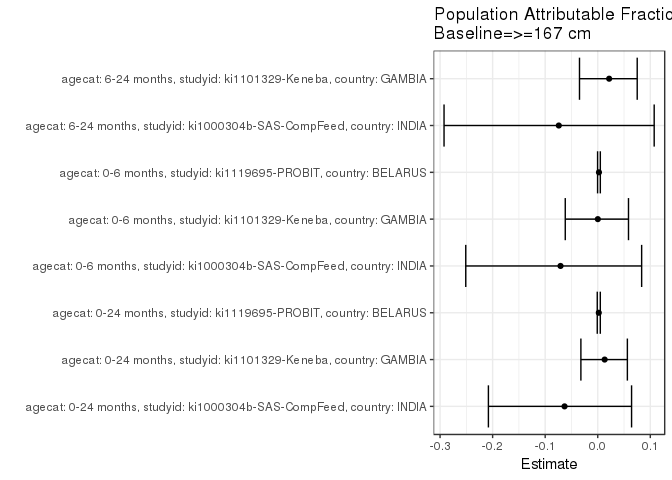 Population Attributable Fractio
Baseline=>=167 cm
agecat: 6-24 months, studyid: ki1101329-Keneba, country: GAMBIA
agecat: 6-24 months, studyid: ki1000304b-SAS-CompFeed, country: INDIA
agecat: 0-6 months, studyid: ki1119695-PROBIT, country: BELARUS
agecat: 0-6 months, studyid: ki1101329-Keneba, country: GAMBIA
agecat: 0-6 months, studyid: ki1000304b-SAS-CompFeed, country: INDIA
agecat: 0-24 months, studyid: ki1119695-PROBIT, country: BELARUS
agecat: 0-24 months, studyid: ki1101329-Keneba, country: GAMBIA
agecat: 0-24 months, studyid: ki1000304b-SAS-CompFeed, country: INDIA
-0.3 -0.2 -0.1 0.0 0.1
Estimate